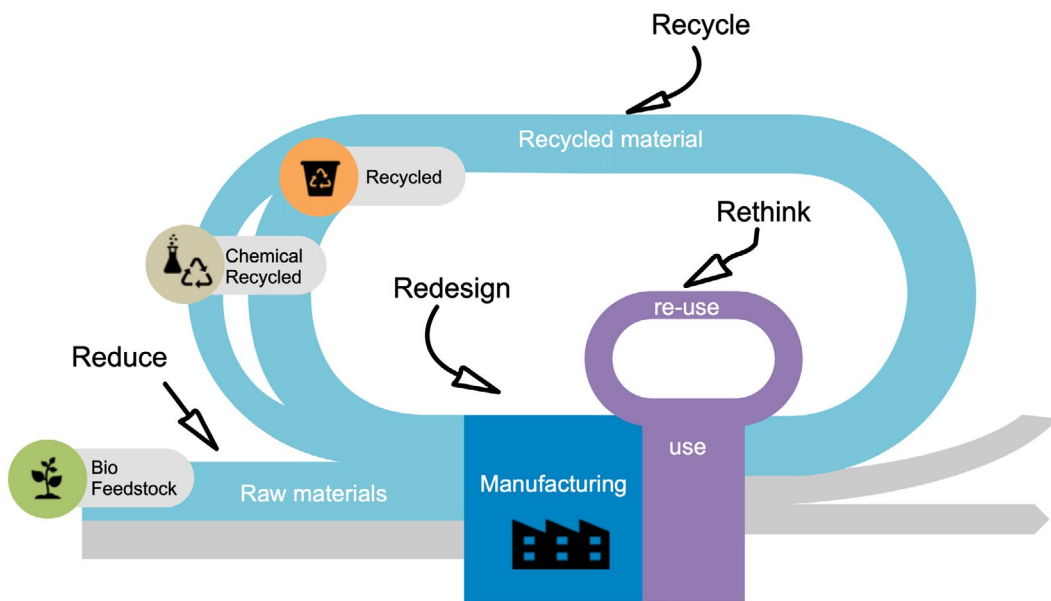 Recycle
Recycled material
Recycled
Rethink
Chemical
Recycled
Redesign
re-use
Reduce
use
Bio
Feedstock
Raw materials
Manufacturing